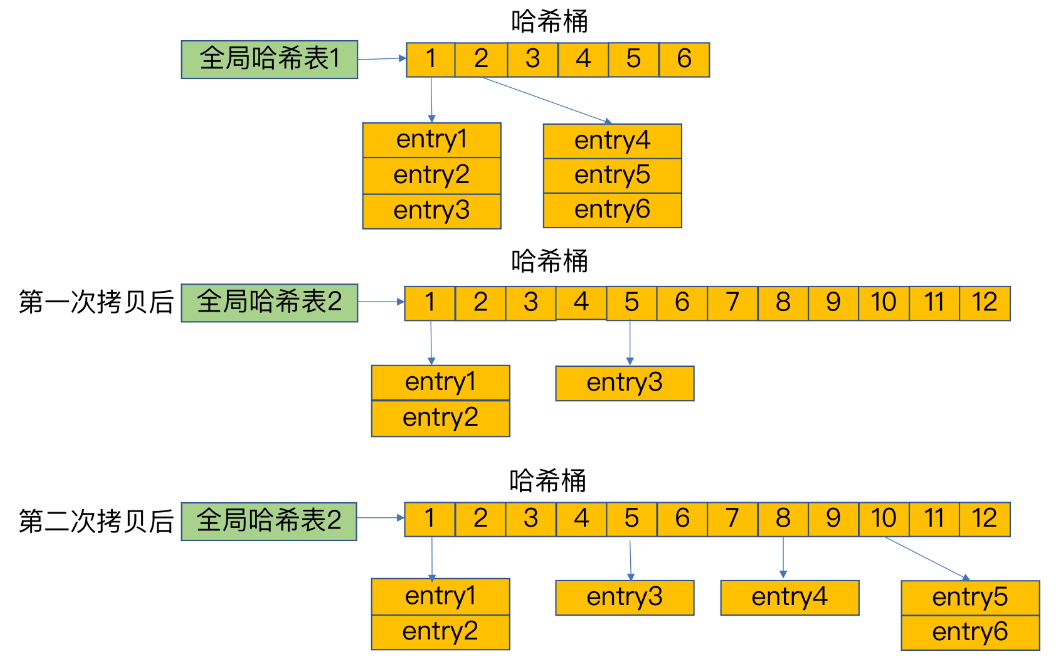 哈希桶
全局哈希表1 1 2 3 4 5 6
entry1 entry4
entry2 entry5
entry3 entry6
哈希桶
第一次拷贝后 全局哈希表2 1 2 3 4 5 6 7 8 9 10 11 12
entry1 entry3
entry2
哈希桶
第二次拷贝后 全局哈希表2 1 2 3 4 5 6 7 8 9 10 11 12
entry1 entry3 entry4 entry5
entry2 entry6